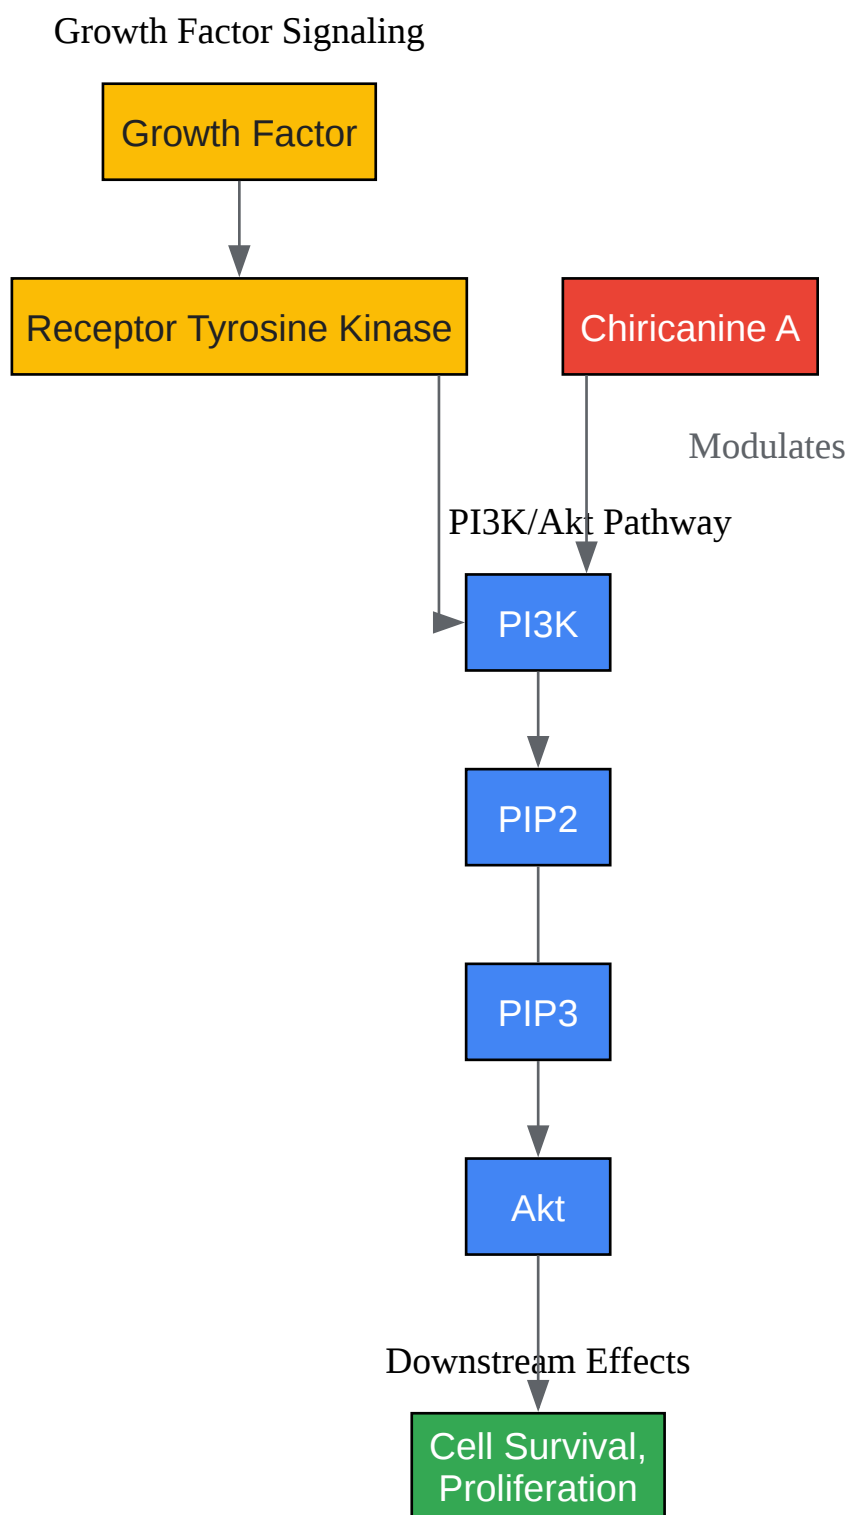 Growth Factor Signaling
Growth Factor
Receptor Tyrosine Kinase
Chiricanine A
Modulates
PI3K/Akt Pathway
PI3K
PIP2
PIP3
Akt
Downstream Effects
Cell Survival,
Proliferation